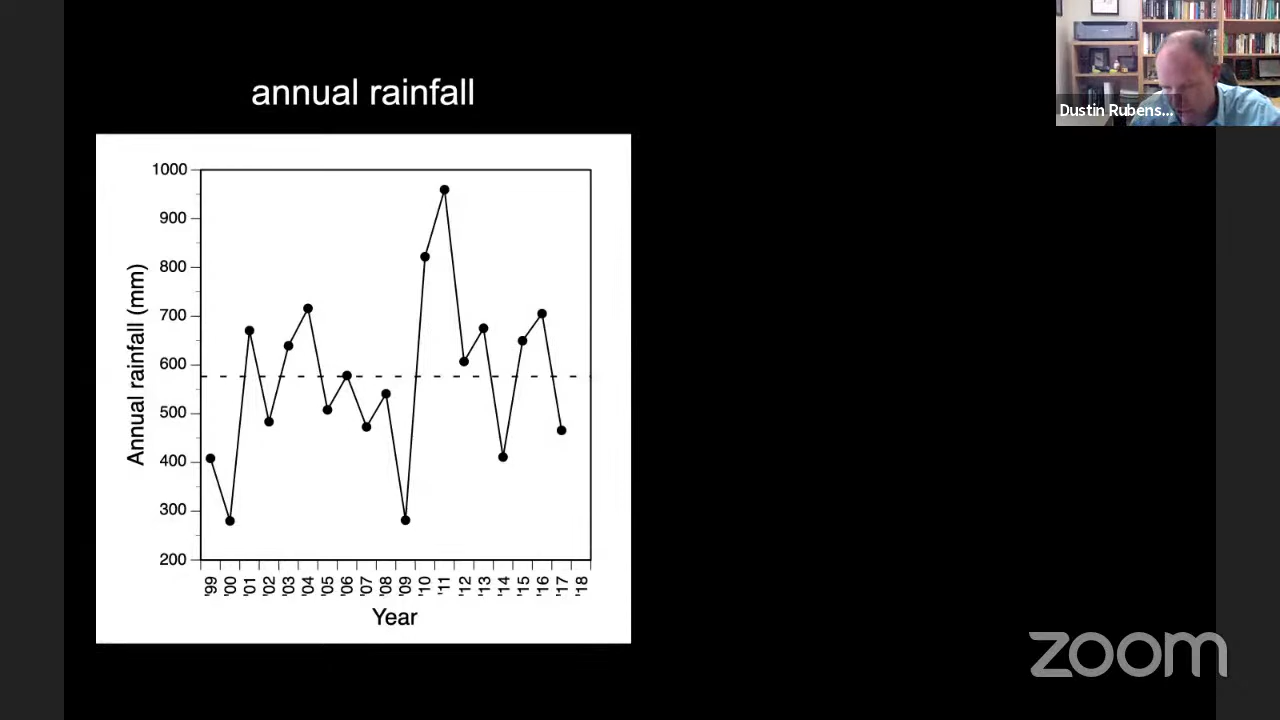 annual rainfall
Dustin Rubens...
1000
900
800
700
600
500
400
300
200
Annual rainfall (mm)
'99 '00 '01 '02 '03 '04 '05 '06 '07 '08 '09 '10 '11 '12 '13 '14 '15 '16 '17 '18
Year
zoom